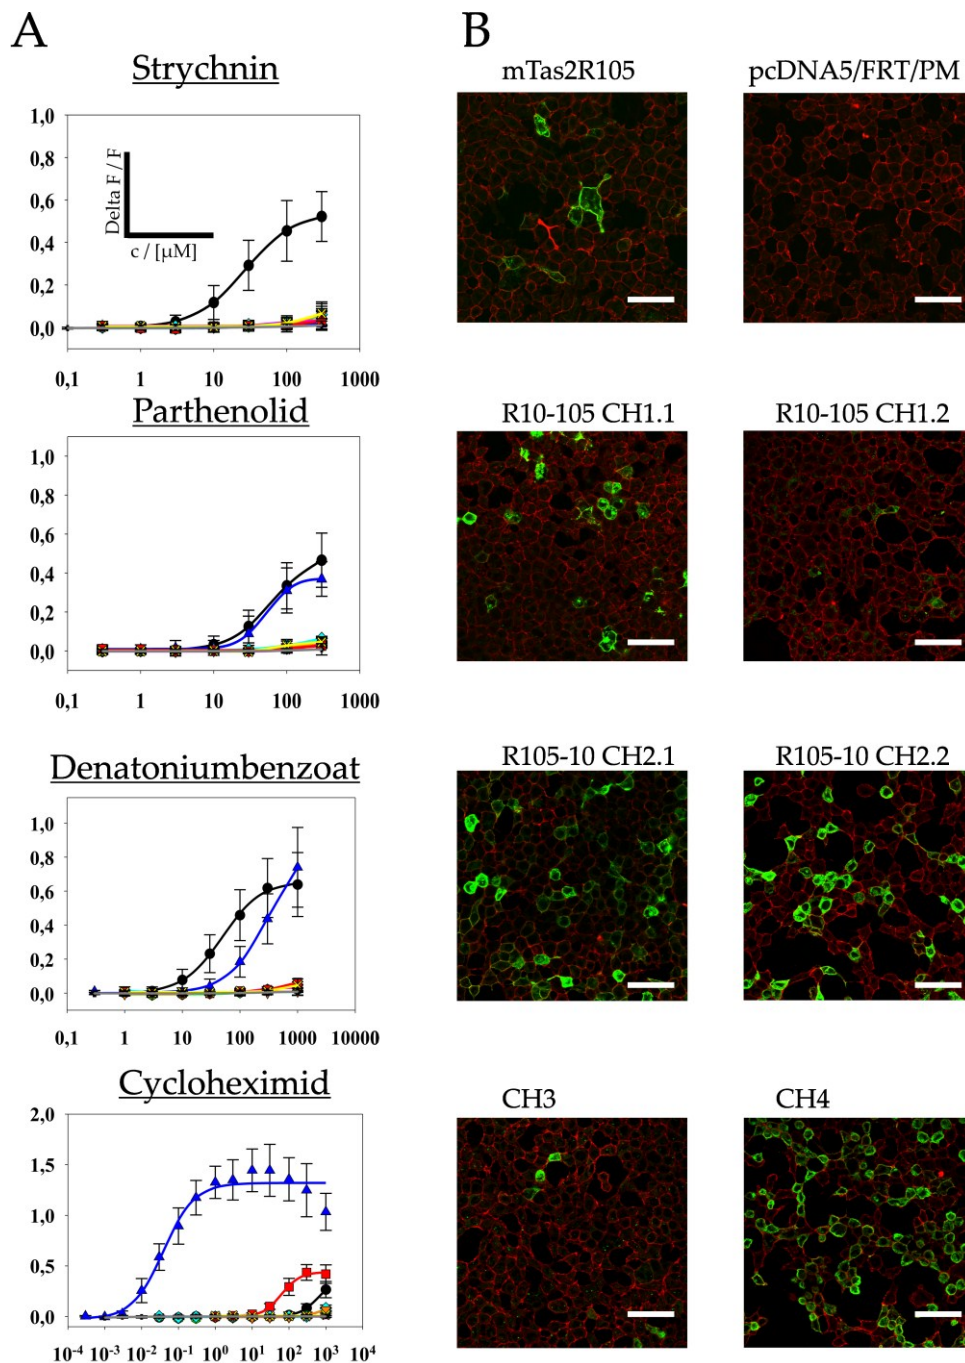 A
B
Strychnin
mTas2R105
pcDNA5/FRT/PM
1,0
0,8
0,6
0,4
0,2
0,0
Delta F / F
c / [µM]
0,1 1 10 100 1000
Parthenolid
R10-105 CH1.1
R10-105 CH1.2
1,0
0,8
0,6
0,4
0,2
0,0
0,1 1 10 100 1000
Denatoniumbenzoat
R105-10 CH2.1
R105-10 CH2.2
1,0
0,8
0,6
0,4
0,2
0,0
0,1 1 10 100 1000 10000
Cycloheximid
CH3
CH4
2,0
1,5
1,0
0,5
0,0
10⁻⁴ 10⁻³ 10⁻² 10⁻¹ 10⁰ 10¹ 10² 10³ 10⁴